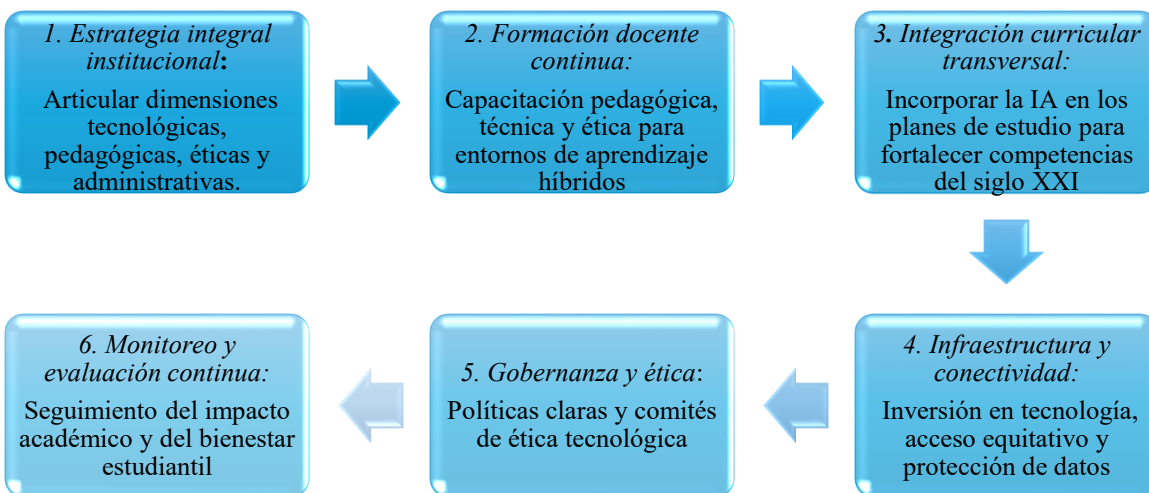 1. Estrategia integral
institucional:
Articular dimensiones
tecnológicas,
pedagógicas, éticas y
administrativas.
2. Formación docente
continua:
Capacitación pedagógica,
técnica y ética para
entornos de aprendizaje
híbridos
3. Integración curricular
transversal:
Incorporar la IA en los
planes de estudio para
fortalecer competencias
del siglo XXI
4. Infraestructura y
conectividad:
Inversión en tecnología,
acceso equitativo y
protección de datos
5. Gobernanza y ética:
Políticas claras y comités
de ética tecnológica
6. Monitoreo y
evaluación continua:
Seguimiento del impacto
académico y del bienestar
estudiantil